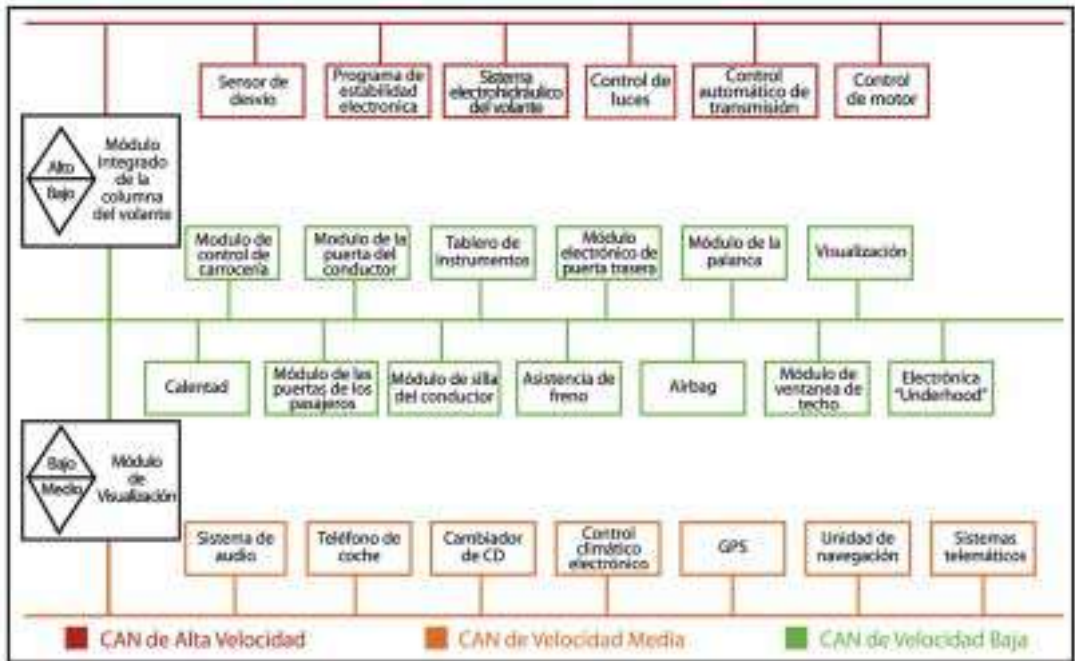 Sensor de
desvío
Programa de
estabilidad
electronica
Sistema
electrohidráulico
del volante
Control de
luces
Control
automático de
transmisión
Control
de motor
Alto
Bajo
Módulo
integrado
de la
columna
del volante
Modulo de
control de
carrocería
Modulo de la
puerta del
conductor
Tablero de
instrumentos
Módulo
electrónico de
puerta trasera
Módulo de la
palanca
Visualización
Calentad
Módulo de las
puertas de los
pasajeros
Módulo de silla
del conductor
Asistencia de
freno
Airbag
Módulo de
ventanea de
techo
Electrónica
"Underhood"
Bajo
Medio
Módulo
de
Visualización
Sistema de
audio
Teléfono de
coche
Cambiador
de CD
Control
climático
electrónico
GPS
Unidad de
navegación
Sistemas
telemáticos
CAN de Alta Velocidad
CAN de Velocidad Media
CAN de Velocidad Baja